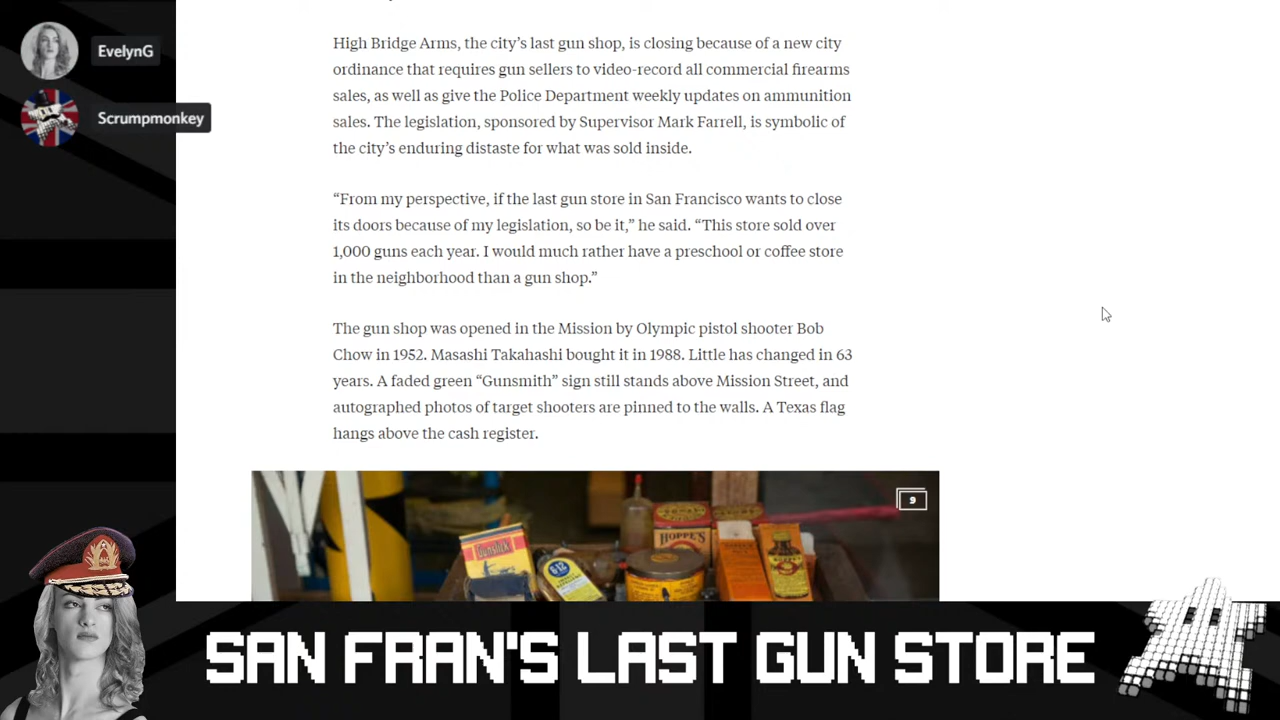 EvelynG
Scrumpmonkey
High Bridge Arms, the city’s last gun shop, is closing because of a new city
ordinance that requires gun sellers to video-record all commercial firearms
sales, as well as give the Police Department weekly updates on ammunition
sales. The legislation, sponsored by Supervisor Mark Farrell, is symbolic of
the city’s enduring distaste for what was sold inside.
“From my perspective, if the last gun store in San Francisco wants to close
its doors because of my legislation, so be it,” he said. “This store sold over
1,000 guns each year. I would much rather have a preschool or coffee store
in the neighborhood than a gun shop.”
The gun shop was opened in the Mission by Olympic pistol shooter Bob
Chow in 1952. Masashi Takahashi bought it in 1988. Little has changed in 63
years. A faded green “Gunsmith” sign still stands above Mission Street, and
autographed photos of target shooters are pinned to the walls. A Texas flag
hangs above the cash register.
9
HOPPE'S
SAN FRAN'S LAST GUN STORE